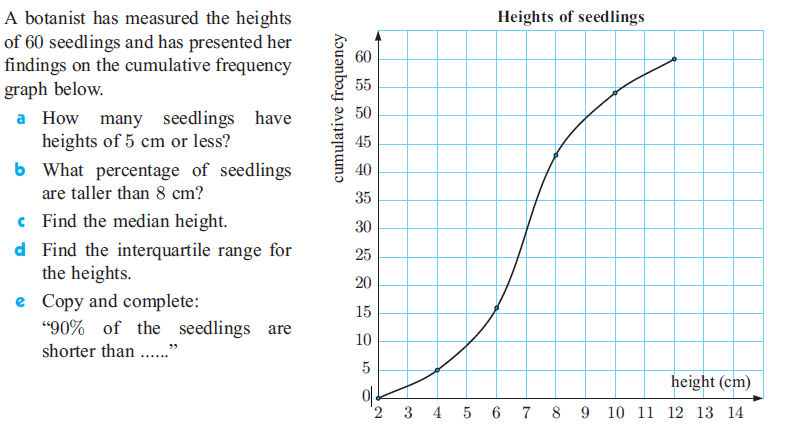 A botanist has measured the heights
of 60 seedlings and has presented her
findings on the cumulative frequency
graph below.
a How many seedlings have
heights of 5 cm or less?
b What percentage of seedlings
are taller than 8 cm?
c Find the median height.
d Find the interquartile range for
the heights.
e Copy and complete:
“90% of the seedlings are
shorter than ......”
Heights of seedlings
cumulative frequency
60
55
50
45
40
35
30
25
20
15
10
5
0
height (cm)
2 3 4 5 6 7 8 9 10 11 12 13 14